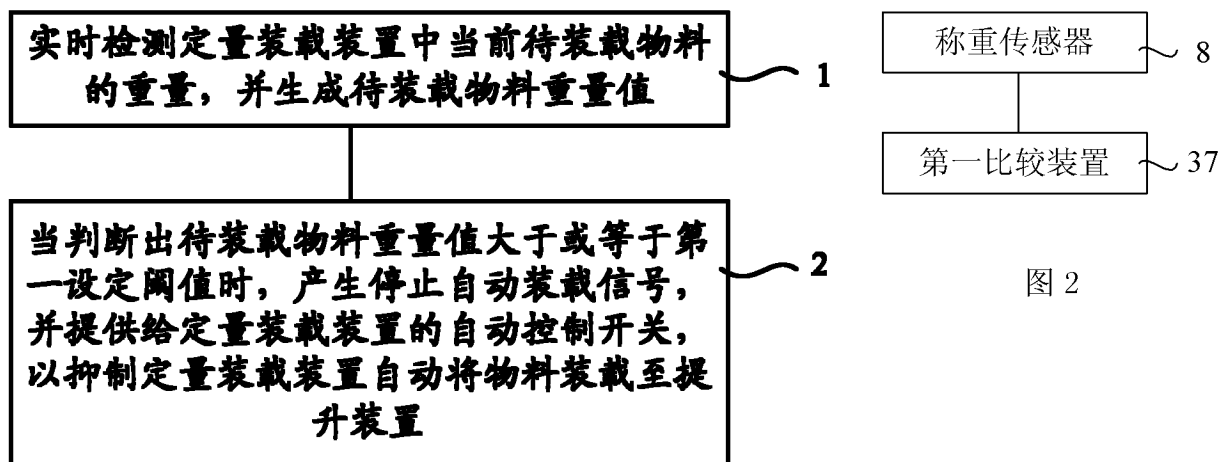 实时检测定量装载装置中当前待装载物料
的重量，并生成待装载物料重量值
1
当判断出待装载物料重量值大于或等于第
一设定阈值时，产生停止自动装载信号，
并提供给定量装载装置的自动控制开关，
以抑制定量装载装置自动将物料装载至提
升装置
2
称重传感器
8
第一比较装置
37
图 2